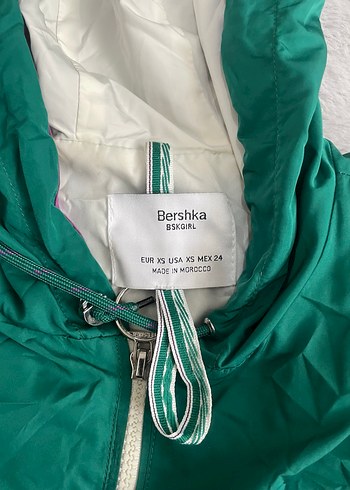 Bershka
BSKGIRL
EUR XS USA XS MEX 24
MADE IN MOROCCO